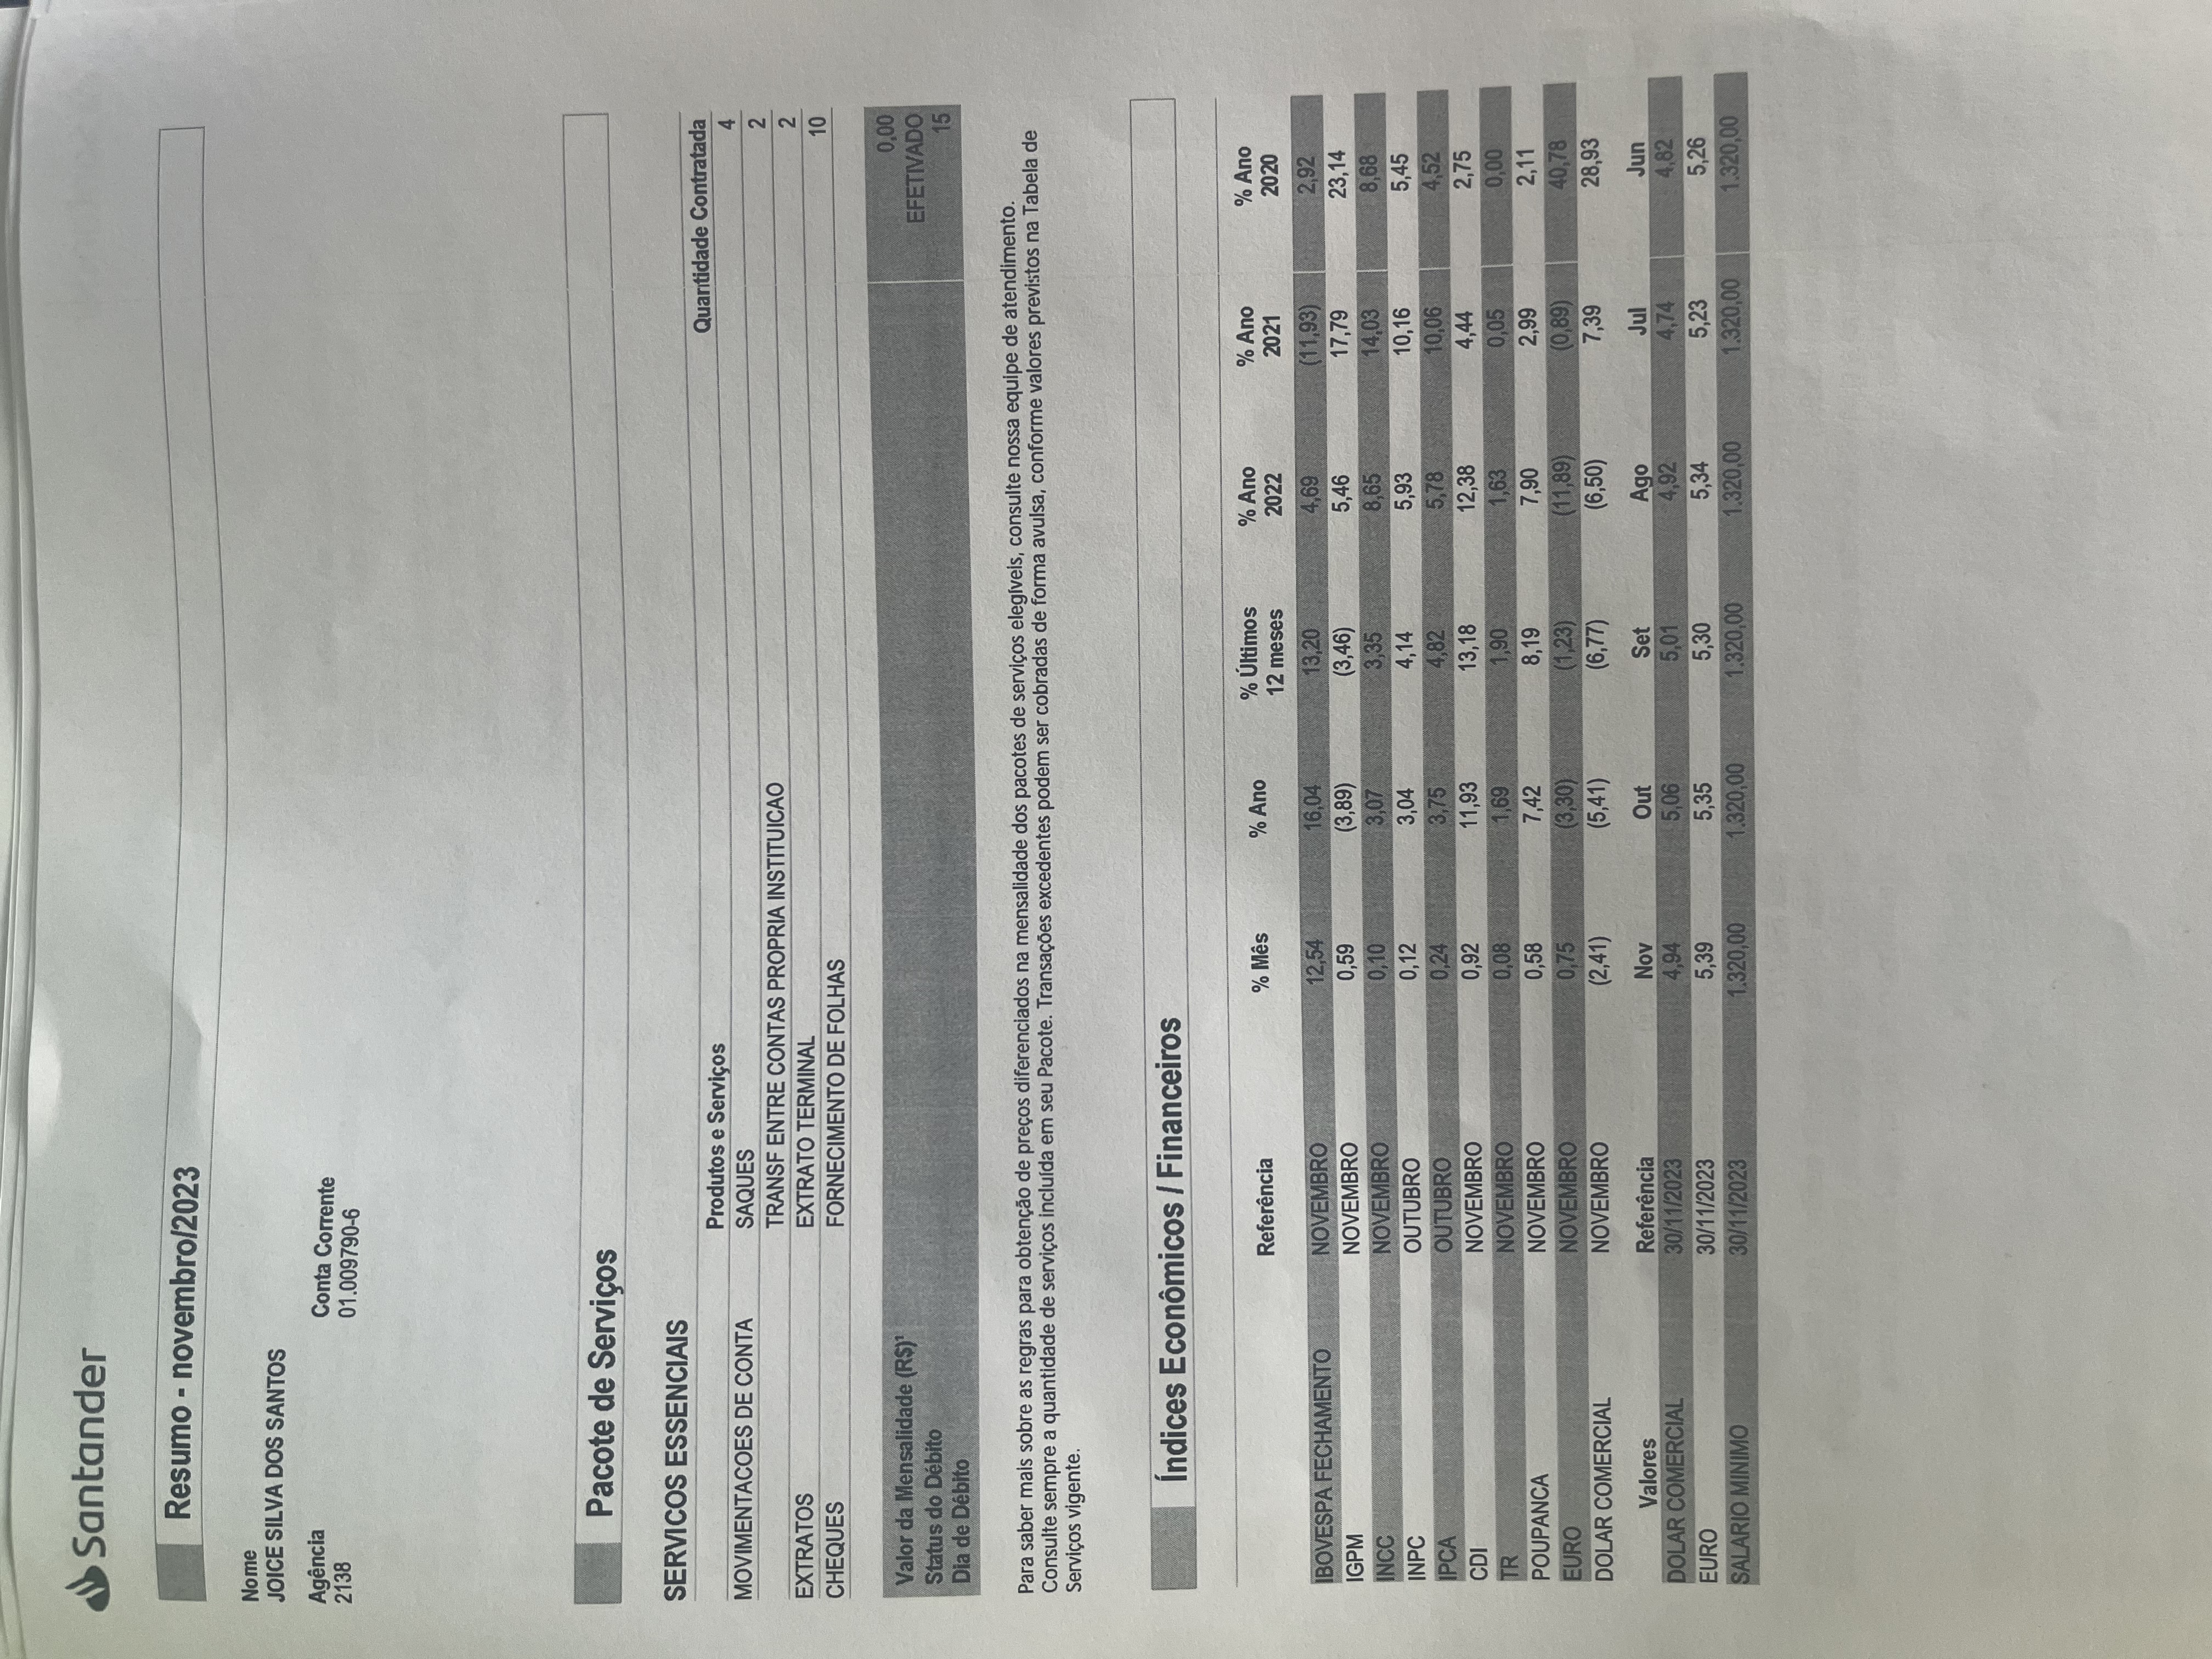 Santander
Resumo - novembro/2023
Nome
JOICE SILVA DOS SANTOS
Agência Conta Corrente
2138 01.009790-6
Pacote de Serviços
SERVICOS ESSENCIAIS
Produtos e Serviços Quantidade Contratada
MOVIMENTACOES DE CONTA SAQUES 4
TRANSF ENTRE CONTAS PROPRIA INSTITUICAO 2
EXTRATOS EXTRATO TERMINAL 2
CHEQUES FORNECIMENTO DE FOLHAS 10
Valor da Mensalidade (R$)¹ 0,00
Status do Débito EFETIVADO
Dia de Débito 15
Para saber mais sobre as regras para obtenção de preços diferenciados na mensalidade dos pacotes de serviços elegíveis, consulte nossa equipe de atendimento.
Consulte sempre a quantidade de serviços incluída em seu Pacote. Transações excedentes podem ser cobradas de forma avulsa, conforme valores previstos na Tabela de
Serviços vigente.
Índices Econômicos / Financeiros
Referência % Mês % Ano % Últimos 12 meses % Ano 2022 % Ano 2021 % Ano 2020
IBOVESPA FECHAMENTO NOVEMBRO 12,54 16,04 13,20 4,69 (11,93) 2,92
IGPM NOVEMBRO 0,59 (3,89) (3,46) 5,46 17,79 23,14
INCC NOVEMBRO 0,10 3,07 3,35 8,65 14,03 8,68
INPC OUTUBRO 0,12 3,04 4,14 5,93 10,16 5,45
IPCA OUTUBRO 0,24 3,75 4,82 5,78 10,06 4,52
CDI NOVEMBRO 0,92 11,93 13,18 12,38 4,44 2,75
TR NOVEMBRO 0,08 1,69 1,90 1,63 0,05 0,00
POUPANCA NOVEMBRO 0,58 7,42 8,19 7,90 2,99 2,11
EURO NOVEMBRO 0,75 (3,30) (1,23) (11,89) (0,89) 40,78
DOLAR COMERCIAL NOVEMBRO (2,41) (5,41) (6,77) (6,50) 7,39 28,93
Valores Referência Nov Out Set Ago Jul Jun
DOLAR COMERCIAL 30/11/2023 4,94 5,06 5,01 4,92 4,74 4,82
EURO 30/11/2023 5,39 5,35 5,30 5,34 5,23 5,26
SALARIO MINIMO 30/11/2023 1.320,00 1.320,00 1.320,00 1.320,00 1.320,00 1.320,00